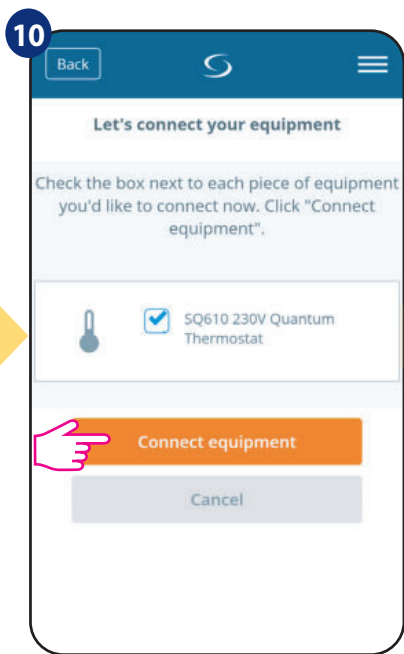 10
Back
Let's connect your equipment
Check the box next to each piece of equipment
you'd like to connect now. Click "Connect
equipment".
SQ610 230V Quantum
Thermostat
Connect equipment
Cancel